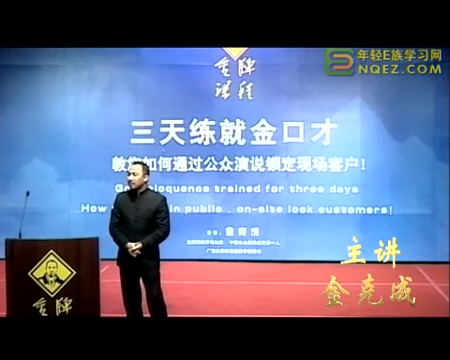 年轻E族学习网
NQEZ.COM
金牌
课程
三天练就金口才
教您如何通过公众演说锁定现场客户!
eloquence trained for three days
How in public , on-site lock customers!
主讲
金克成
金牌